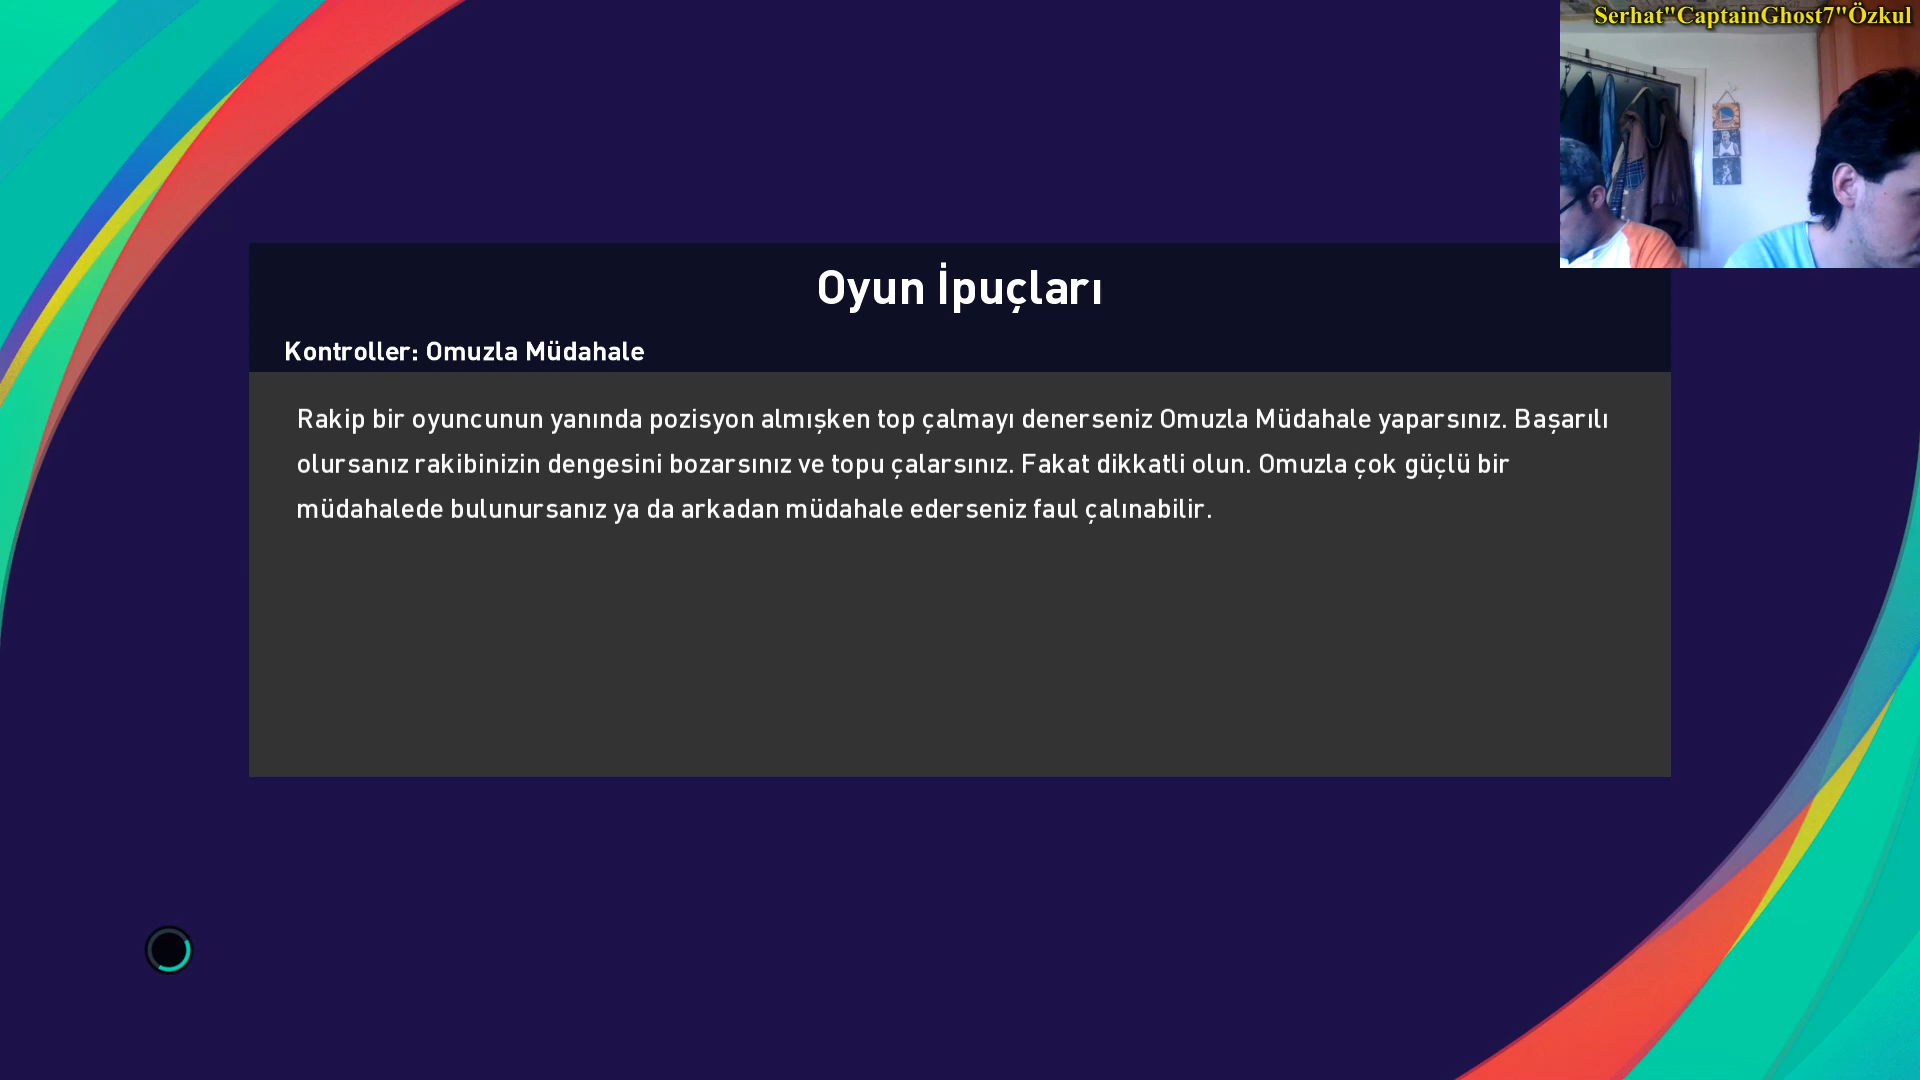 Serhat"CaptainGhost7"Özkul
Oyun İpuçları
Kontroller: Omuzla Müdahale
Rakip bir oyuncunun yanında pozisyon almışken top çalmayı denerseniz Omuzla Müdahale yaparsınız. Başarılı
olursanız rakibinizin dengesini bozarsınız ve topu çalarsınız. Fakat dikkatli olun. Omuzla çok güçlü bir
müdahalede bulunursanız ya da arkadan müdahale ederseniz faul çalınabilir.